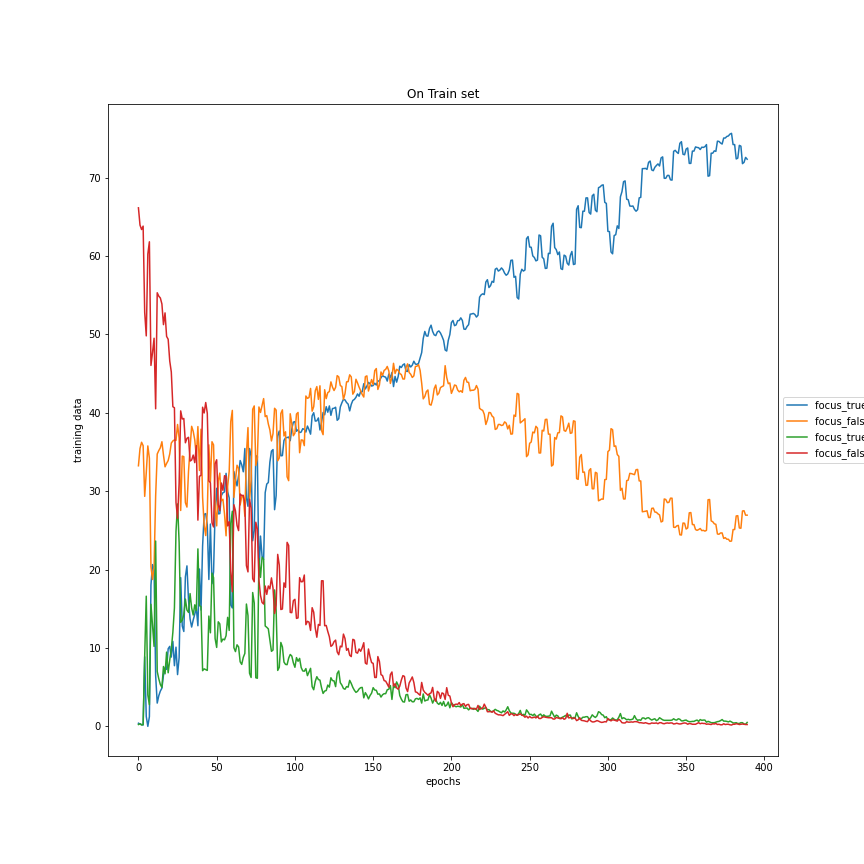 On Train set
training data
70
60
50
40
30
20
10
0
0 50 100 150 200 250 300 350 400
epochs
focus_true
focus_fals
focus_true
focus_fals